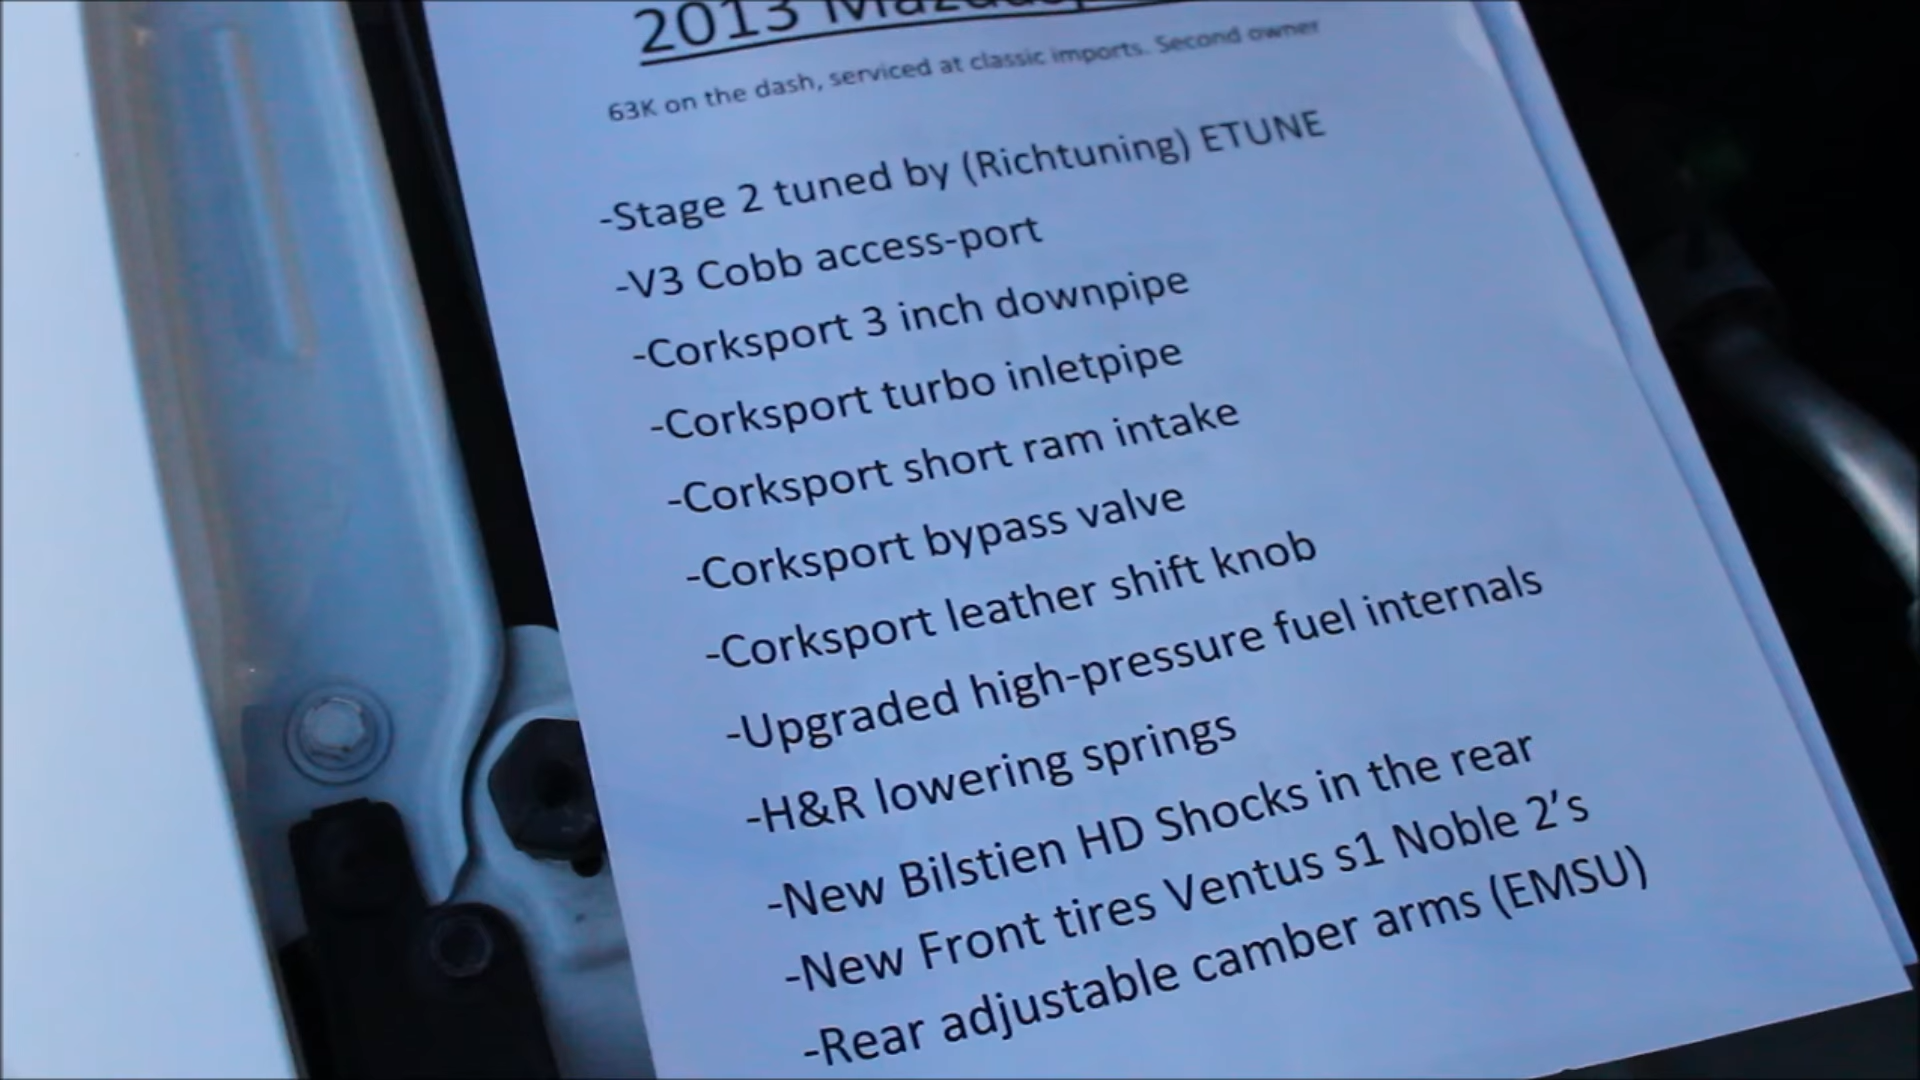 2013
63K on the dash, serviced at classic imports. Second owner
-Stage 2 tuned by (Richtuning) ETUNE
-V3 Cobb access-port
-Corksport 3 inch downpipe
-Corksport turbo inletpipe
-Corksport short ram intake
-Corksport bypass valve
-Corksport leather shift knob
-Upgraded high-pressure fuel internals
-H&R lowering springs
-New Bilstien HD Shocks in the rear
-New Front tires Ventus s1 Noble 2's
-Rear adjustable camber arms (EMSU)